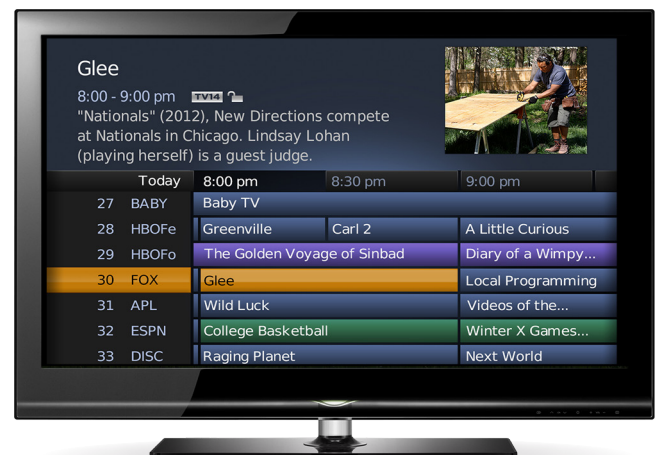 Glee
8:00 - 9:00 pm TV14
"Nationals" (2012), New Directions compete
at Nationals in Chicago. Lindsay Lohan
(playing herself) is a guest judge.
Today 8:00 pm 8:30 pm 9:00 pm
27 BABY Baby TV
28 HBOFe Greenville Carl 2 A Little Curious
29 HBOFo The Golden Voyage of Sinbad Diary of a Wimpy...
30 FOX Glee Local Programming
31 APL Wild Luck Videos of the...
32 ESPN College Basketball Winter X Games...
33 DISC Raging Planet Next World